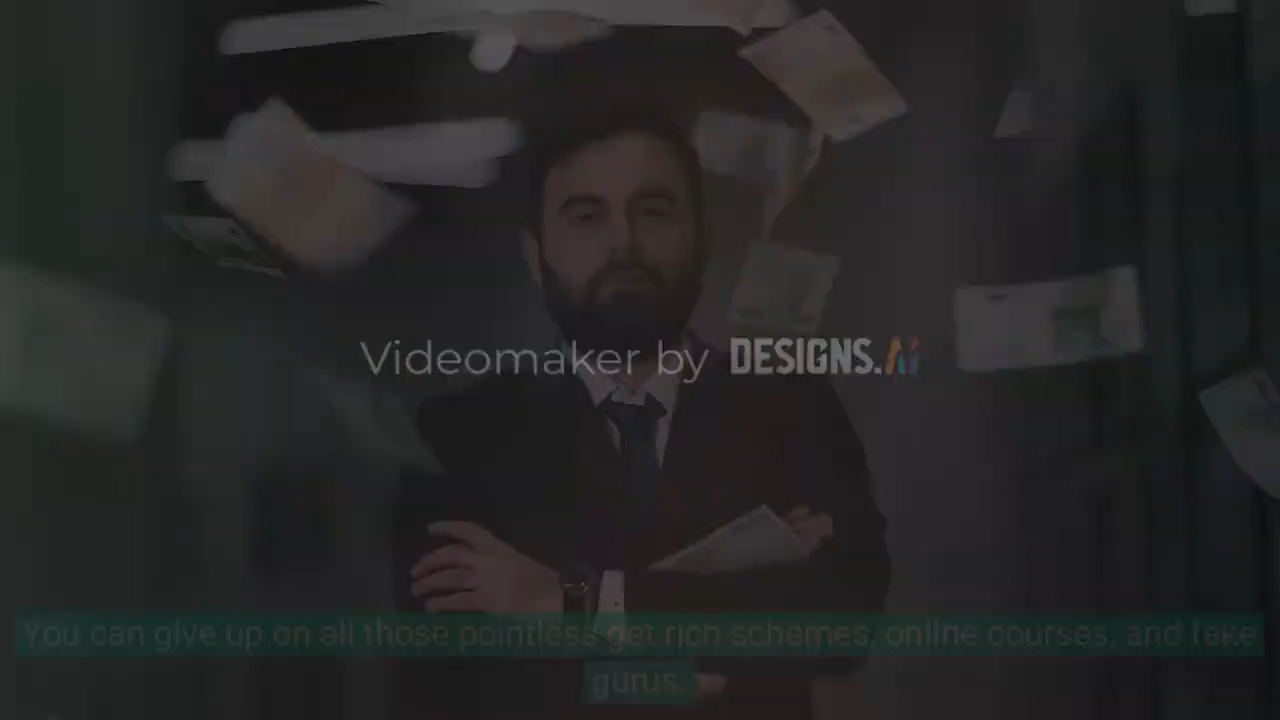 Videomaker by DESIGNS.AI
You can give up on all those pointless get rich schemes, online courses, and fake
gurus.